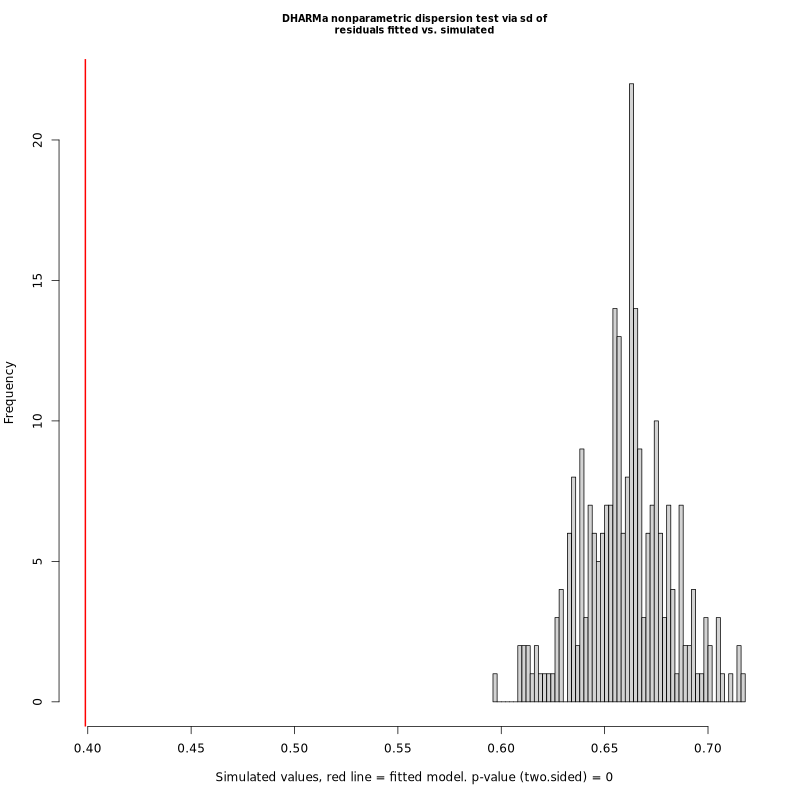 DHARMa nonparametric dispersion test via sd of
residuals fitted vs. simulated
Frequency
20
15
10
5
0
0.40 0.45 0.50 0.55 0.60 0.65 0.70
Simulated values, red line = fitted model. p-value (two.sided) = 0